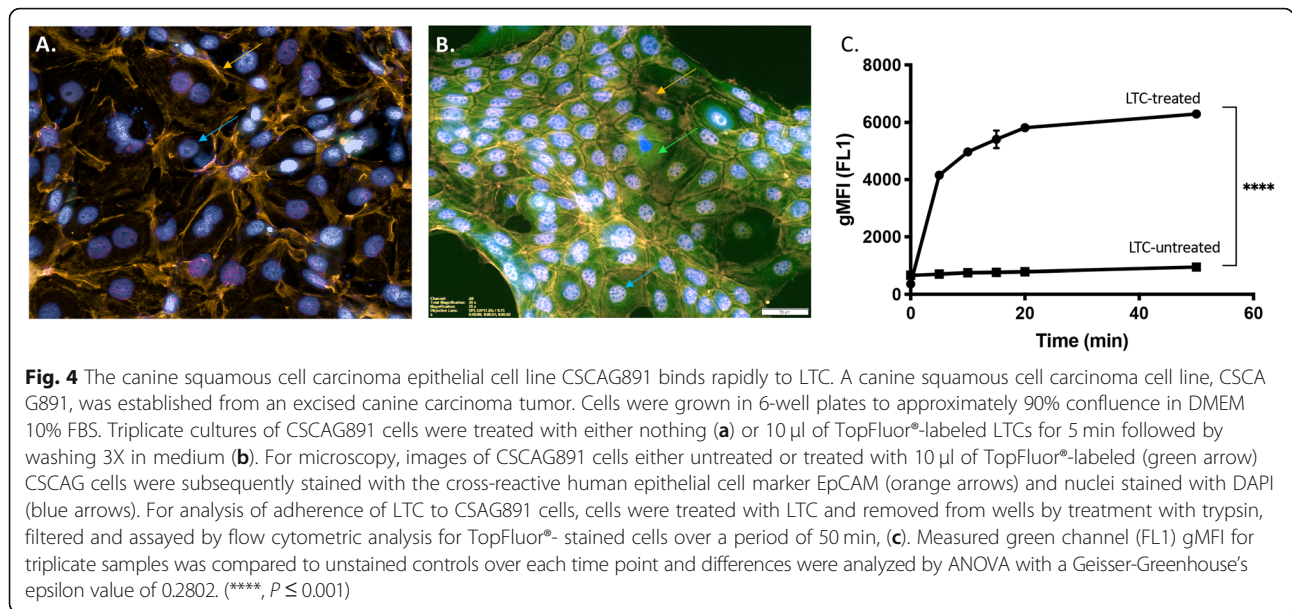 A.
B.
C.
8000
6000
4000
2000
0
gMFI (FL1)
LTC-treated
LTC-untreated
****
0
20
40
60
Time (min)
Fig. 4 The canine squamous cell carcinoma epithelial cell line CSCAG891 binds rapidly to LTC. A canine squamous cell carcinoma cell line, CSCA
G891, was established from an excised canine carcinoma tumor. Cells were grown in 6-well plates to approximately 90% confluence in DMEM
10% FBS. Triplicate cultures of CSCAG891 cells were treated with either nothing (a) or 10 μl of TopFluor®-labeled LTCs for 5 min followed by
washing 3X in medium (b). For microscopy, images of CSCAG891 cells either untreated or treated with 10 μl of TopFluor®-labeled (green arrow)
CSCAG cells were subsequently stained with the cross-reactive human epithelial cell marker EpCAM (orange arrows) and nuclei stained with DAPI
(blue arrows). For analysis of adherence of LTC to CSAG891 cells, cells were treated with LTC and removed from wells by treatment with trypsin,
filtered and assayed by flow cytometric analysis for TopFluor®- stained cells over a period of 50 min, (c). Measured green channel (FL1) gMFI for
triplicate samples was compared to unstained controls over each time point and differences were analyzed by ANOVA with a Geisser-Greenhouse's
epsilon value of 0.2802. (****, P ≤ 0.001)